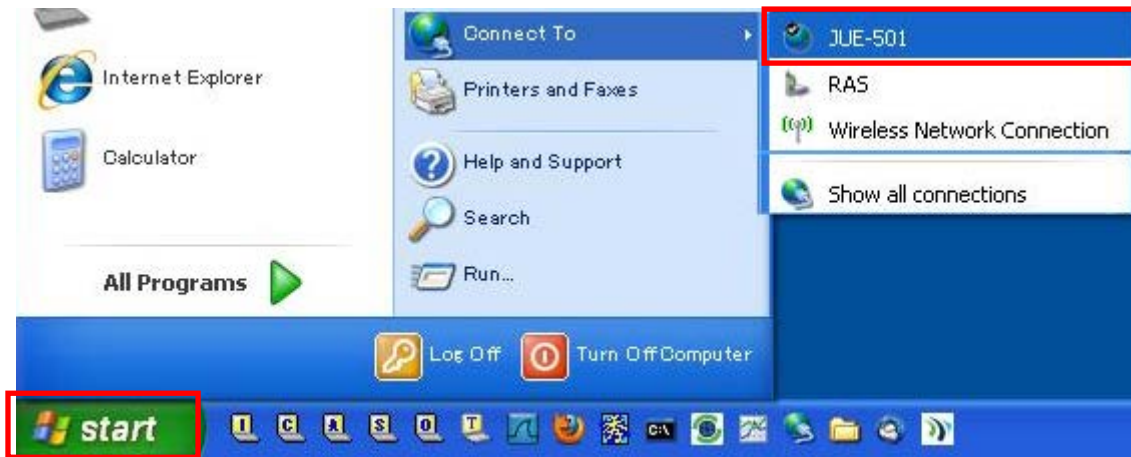 Internet Explorer
Calculator
All Programs
Connect To
Printers and Faxes
Help and Support
Search
Run...
JUE-501
RAS
Wireless Network Connection
Show all connections
Log Off
Turn Off Computer
start
I C A S O T
C:\